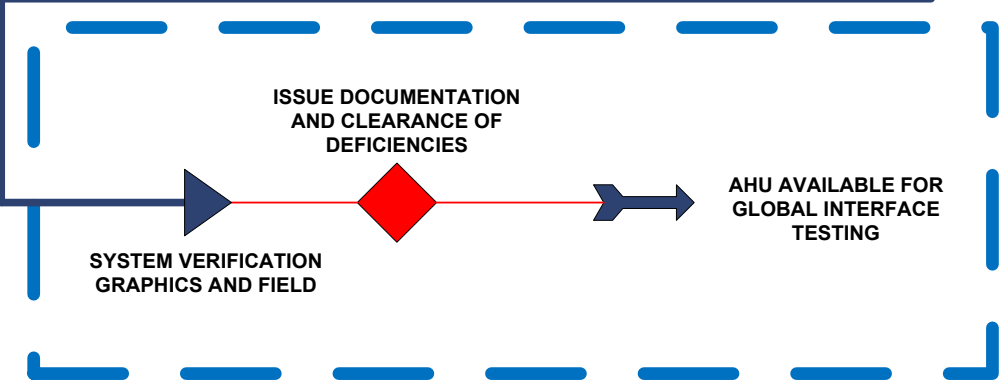 ISSUE DOCUMENTATION
AND CLEARANCE OF
DEFICIENCIES
AHU AVAILABLE FOR
GLOBAL INTERFACE
TESTING
SYSTEM VERIFICATION
GRAPHICS AND FIELD